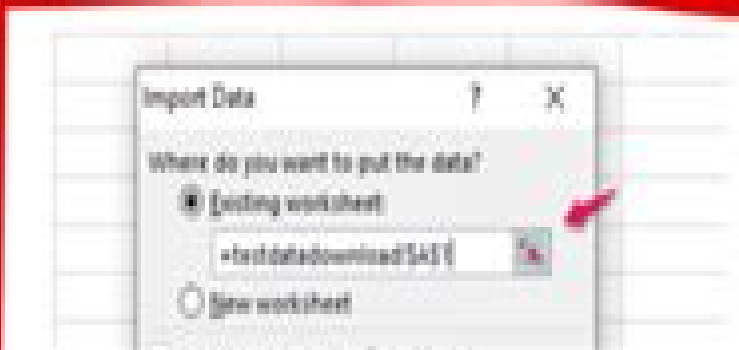 Import Data ? X
Where do you want to put the data?
Existing worksheet:
New worksheet